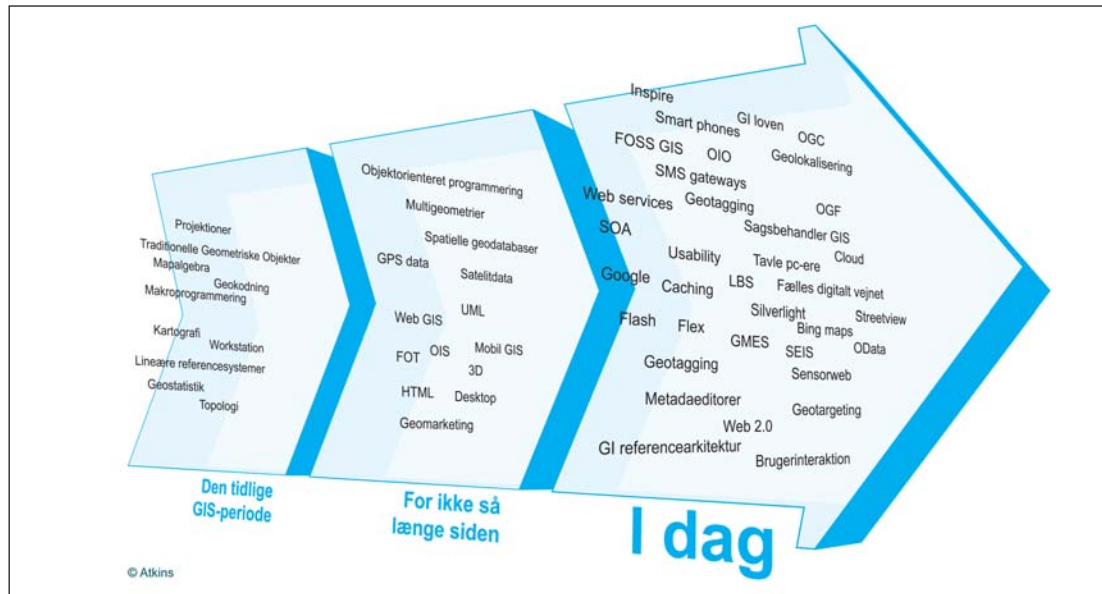 Projektioner
Traditionelle Geometriske Objekter
Mapalgebra
Geokodning
Makroprogrammering
Kartografi
Workstation
Lineære referencesystemer
Geostatistik
Topologi
Den tidlige
GIS-periode
Objektorienteret programmering
Multigeometrier
Spatielle geodatabaser
GPS data
Satelitdata
UML
Web GIS
OIS
Mobil GIS
FOT
3D
HTML
Desktop
Geomarketing
For ikke så
længe siden
Inspire
GI loven
Smart phones
OGC
FOSS GIS
OIO
Geolokalisering
SMS gateways
Web services
Geotagging
OGF
SOA
Sagsbehandler GIS
Usability
Tavle pc-ere
Cloud
Google
Caching
LBS
Fælles digitalt vejnet
Silverlight
Streetview
Flash
Flex
Bing maps
GMES
SEIS
OData
Geotagging
Sensorweb
Metadaeditorer
Geotargeting
Web 2.0
GI referencearkitektur
Brugerinteraktion
I dag
© Atkins